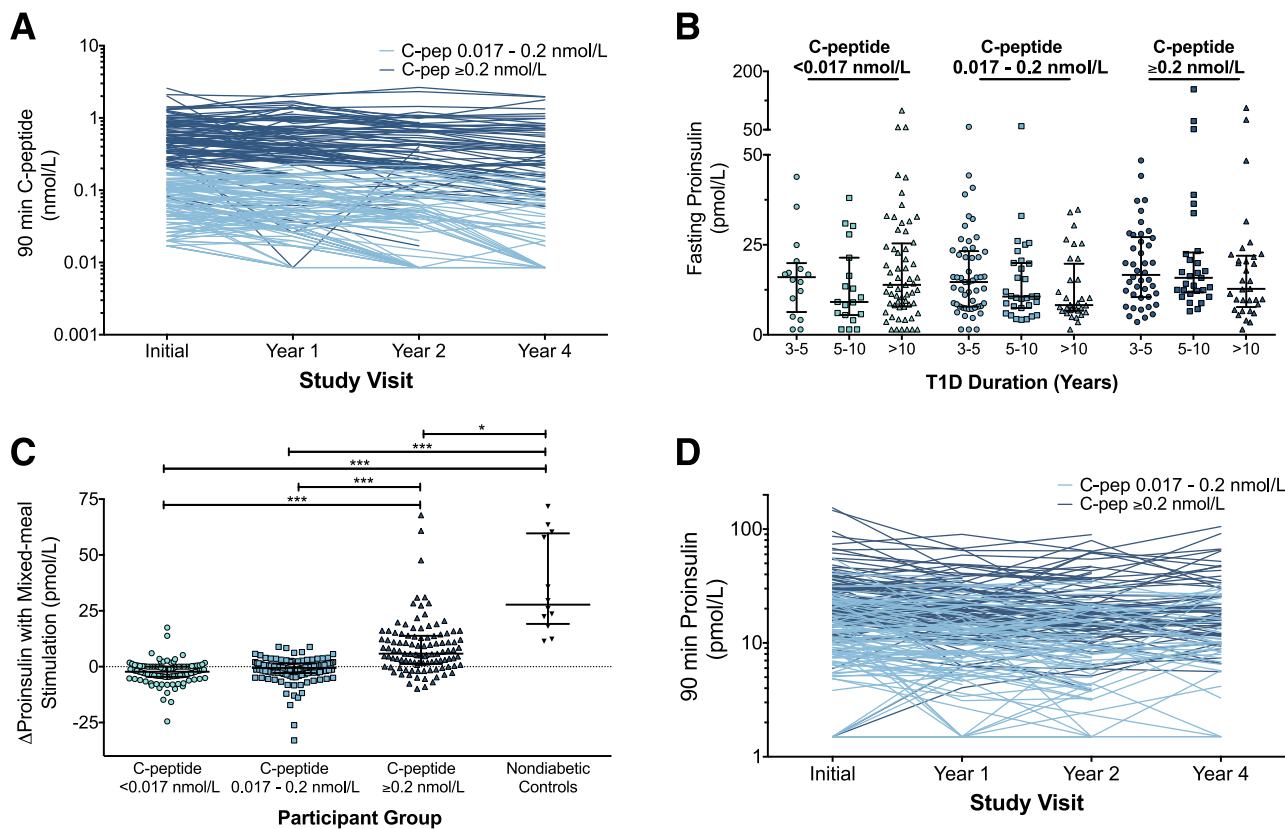 A
C-pep 0.017 - 0.2 nmol/L
C-pep ≥0.2 nmol/L
90 min C-peptide
(nmol/L)
10
1
0.1
0.01
0.001
Initial Year 1 Year 2 Year 4
Study Visit
B
C-peptide
<0.017 nmol/L
C-peptide
0.017 - 0.2 nmol/L
C-peptide
≥0.2 nmol/L
Fasting Proinsulin
(pmol/L)
200
50
50
25
0
3-5 5-10 >10 3-5 5-10 >10 3-5 5-10 >10
T1D Duration (Years)
C
*
***
***
***
***
ΔProinsulin with Mixed-meal
Stimulation (pmol/L)
75
50
25
0
-25
C-peptide
<0.017 nmol/L
C-peptide
0.017 - 0.2 nmol/L
C-peptide
≥0.2 nmol/L
Nondiabetic
Controls
Participant Group
D
C-pep 0.017 - 0.2 nmol/L
C-pep ≥0.2 nmol/L
90 min Proinsulin
(pmol/L)
100
10
1
Initial Year 1 Year 2 Year 4
Study Visit